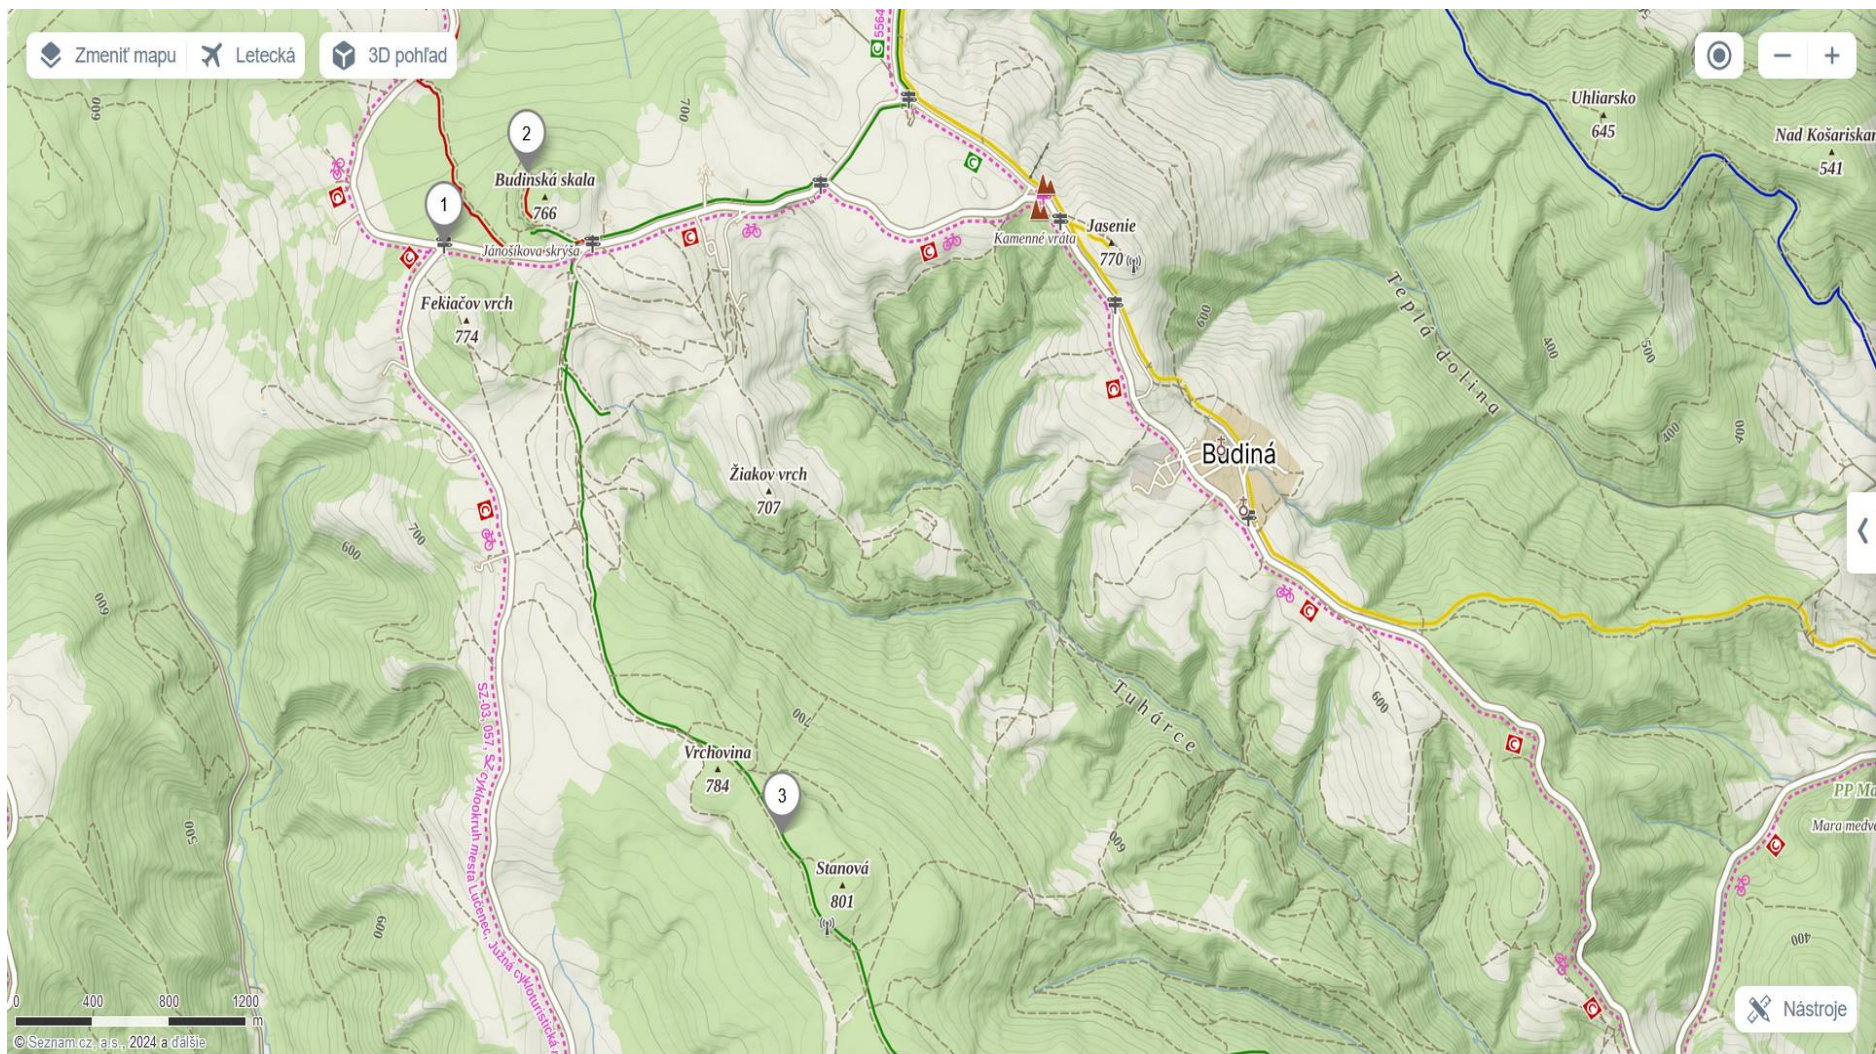 Zmeniť mapu
Letecká
3D pohľad
5564
600
700
2
Budinská skala
766
1
Jánošíkova skrýša
Fekiačov vrch
774
Kamenné vráta
Jasenie
770
Uhliarsko
645
Nad Košariskar
541
600
Teplá dolina
400
500
400
400
Budiná
Žiakov vrch
707
700
600
600
SZ-03, 057, SZ cyklookruh mesta Lučenec, Južná cykloturistická
Tuhárce
600
700
Vrchovina
784
3
Stanová
801
500
600
600
PP Ma
Mara medve
400
0 400 800 1200 m
© Seznam.cz, a.s., 2024 a ďalšie
Nástroje